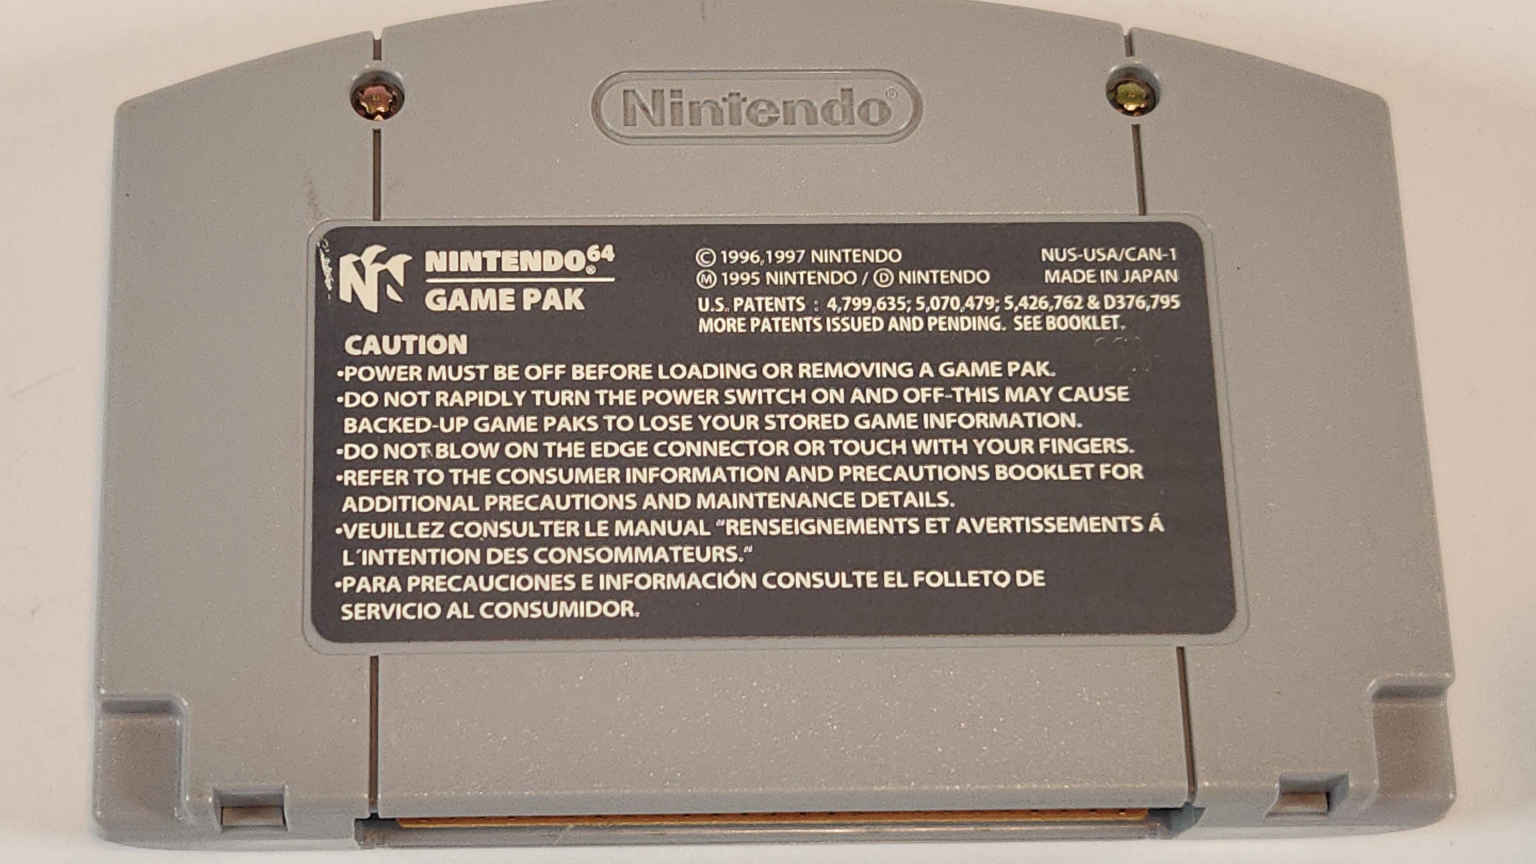 Nintendo®
NINTENDO⁶⁴®
GAME PAK
© 1996,1997 NINTENDO
Ⓜ 1995 NINTENDO / Ⓓ NINTENDO
NUS-USA/CAN-1
MADE IN JAPAN
U.S. PATENTS : 4,799,635; 5,070,479; 5,426,762 & D376,795
MORE PATENTS ISSUED AND PENDING. SEE BOOKLET.
CAUTION
•POWER MUST BE OFF BEFORE LOADING OR REMOVING A GAME PAK.
•DO NOT RAPIDLY TURN THE POWER SWITCH ON AND OFF-THIS MAY CAUSE
BACKED-UP GAME PAKS TO LOSE YOUR STORED GAME INFORMATION.
•DO NOT BLOW ON THE EDGE CONNECTOR OR TOUCH WITH YOUR FINGERS.
•REFER TO THE CONSUMER INFORMATION AND PRECAUTIONS BOOKLET FOR
ADDITIONAL PRECAUTIONS AND MAINTENANCE DETAILS.
•VEUILLEZ CONSULTER LE MANUAL "RENSEIGNEMENTS ET AVERTISSEMENTS Á
L'INTENTION DES CONSOMMATEURS."
•PARA PRECAUCIONES E INFORMACIÓN CONSULTE EL FOLLETO DE
SERVICIO AL CONSUMIDOR.